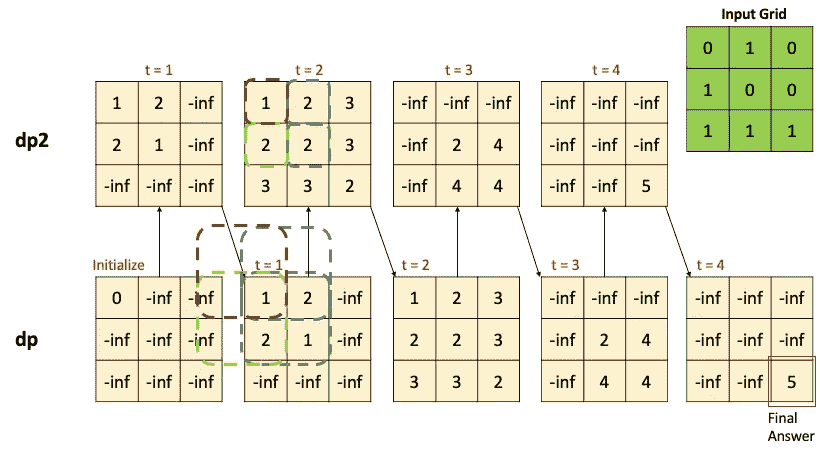 Input Grid
0 1 0
1 0 0
1 1 1
t = 1 t = 2 t = 3 t = 4
dp2
1 2 -inf
2 1 -inf
-inf -inf -inf
1 2 3
2 2 3
3 3 2
-inf -inf -inf
-inf 2 4
-inf 4 4
-inf -inf -inf
-inf -inf -inf
-inf -inf 5
Initialize t = 1 t = 2 t = 3 t = 4
dp
0 -inf -inf
-inf -inf -inf
-inf -inf -inf
1 2 -inf
2 1 -inf
-inf -inf -inf
1 2 3
2 2 3
3 3 2
-inf -inf -inf
-inf 2 4
-inf 4 4
-inf -inf -inf
-inf -inf -inf
-inf -inf 5
Final
Answer